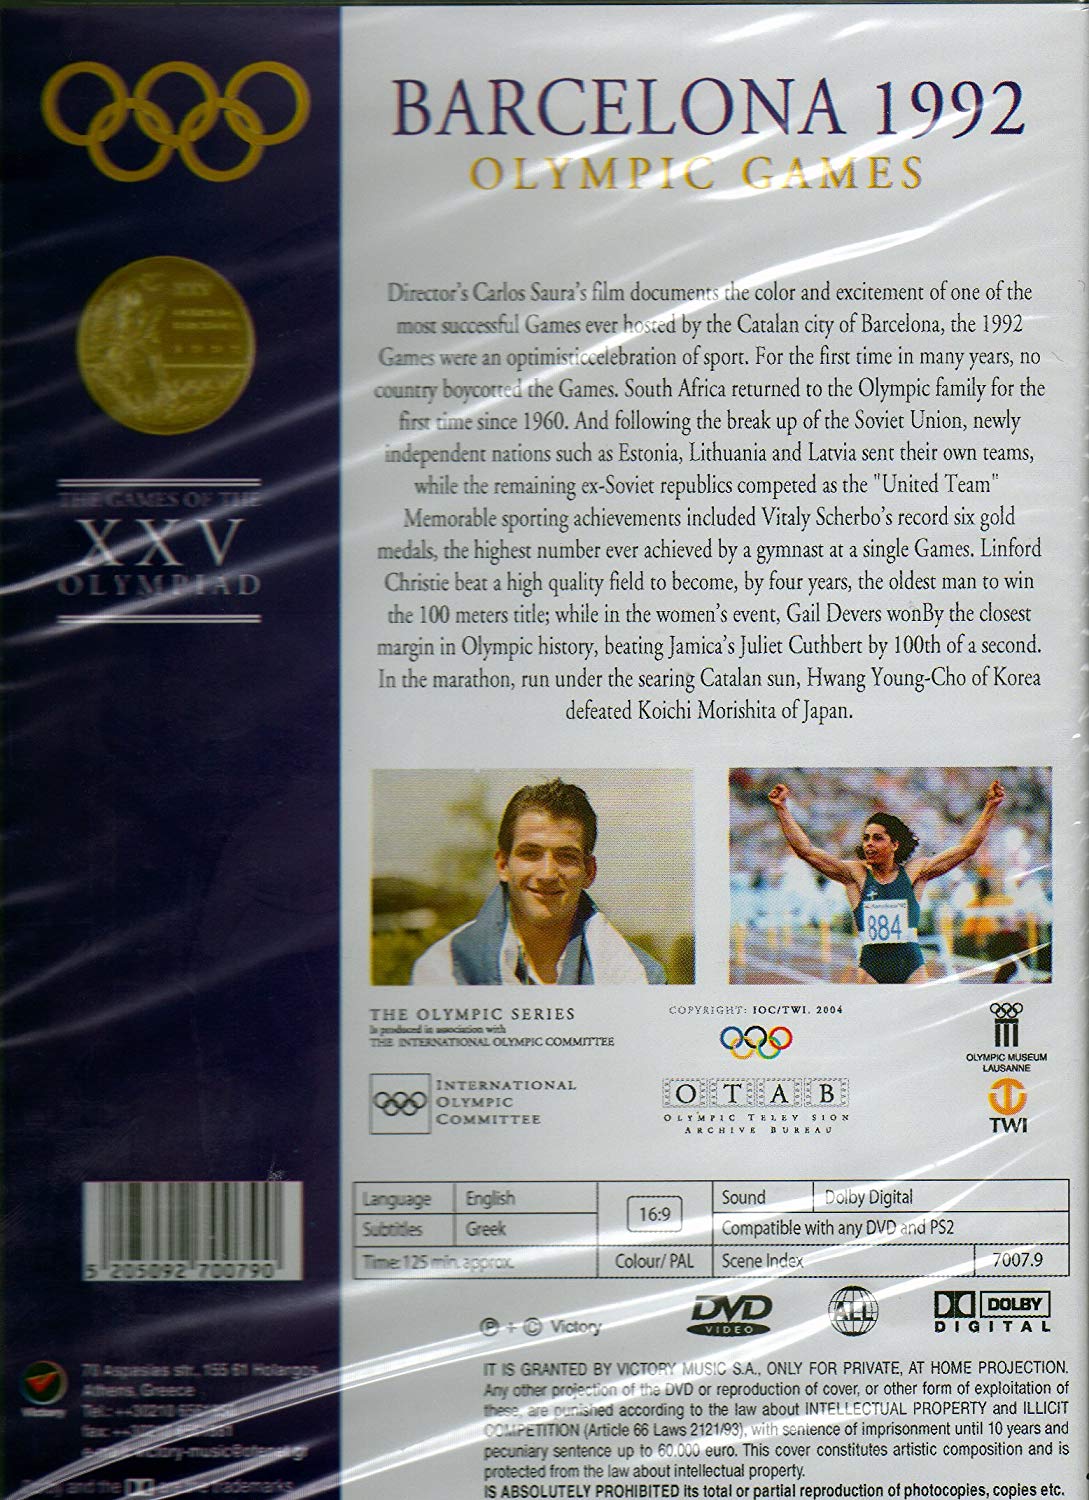 BARCELONA 1992
OLYMPIC GAMES
Director's Carlos Saura's film documents the color and excitement of one of the
most successful Games ever hosted by the Catalan city of Barcelona, the 1992
Games were an optimisticcelebration of sport. For the first time in many years, no
country boycotted the Games. South Africa returned to the Olympic family for the
first time since 1960. And following the break up of the Soviet Union, newly
independent nations such as Estonia, Lithuania and Latvia sent their own teams,
while the remaining ex-Soviet republics competed as the "United Team"
Memorable sporting achievements included Vitaly Scherbo's record six gold
medals, the highest number ever achieved by a gymnast at a single Games. Linford
Christie beat a high quality field to become, by four years, the oldest man to win
the 100 meters title; while in the women's event, Gail Devers wonBy the closest
margin in Olympic history, beating Jamica's Juliet Cuthbert by 100th of a second.
In the marathon, run under the searing Catalan sun, Hwang Young-Cho of Korea
defeated Koichi Morishita of Japan.
THE GAMES OF THE
XXV
OLYMPIAD
884
THE OLYMPIC SERIES
Is produced in association with
THE INTERNATIONAL OLYMPIC COMMITTEE
INTERNATIONAL
OLYMPIC
COMMITTEE
COPYRIGHT: IOC/TWI. 2004
OTAB
OLYMPIC TELEVISION
ARCHIVE BUREAU
OLYMPIC MUSEUM
LAUSANNE
TWI
Language English
Subtitles Greek
Time: 125 min. approx.
16:9
Colour/ PAL
Sound Dolby Digital
Compatible with any DVD and PS2
Scene Index 7007.9
5 205092 700790
℗ + © Victory
DVD
VIDEO
ALL
DOLBY
DIGITAL
IT IS GRANTED BY VICTORY MUSIC S.A., ONLY FOR PRIVATE, AT HOME PROJECTION.
Any other projection of the DVD or reproduction of cover, or other form of exploitation of
these, are punished according to the law about INTELLECTUAL PROPERTY and ILLICIT
COMPETITION (Article 66 Laws 2121/93), with sentence of imprisonment until 10 years and
pecuniary sentence up to 60.000 euro. This cover constitutes artistic composition and is
protected from the law about intellectual property.
IS ABSOLUTELY PROHIBITED its total or partial reproduction of photocopies, copies etc.
Victory
str., 155 61 Holargos
Athens, Greece
Tel.:
fax:
and the
trademarks